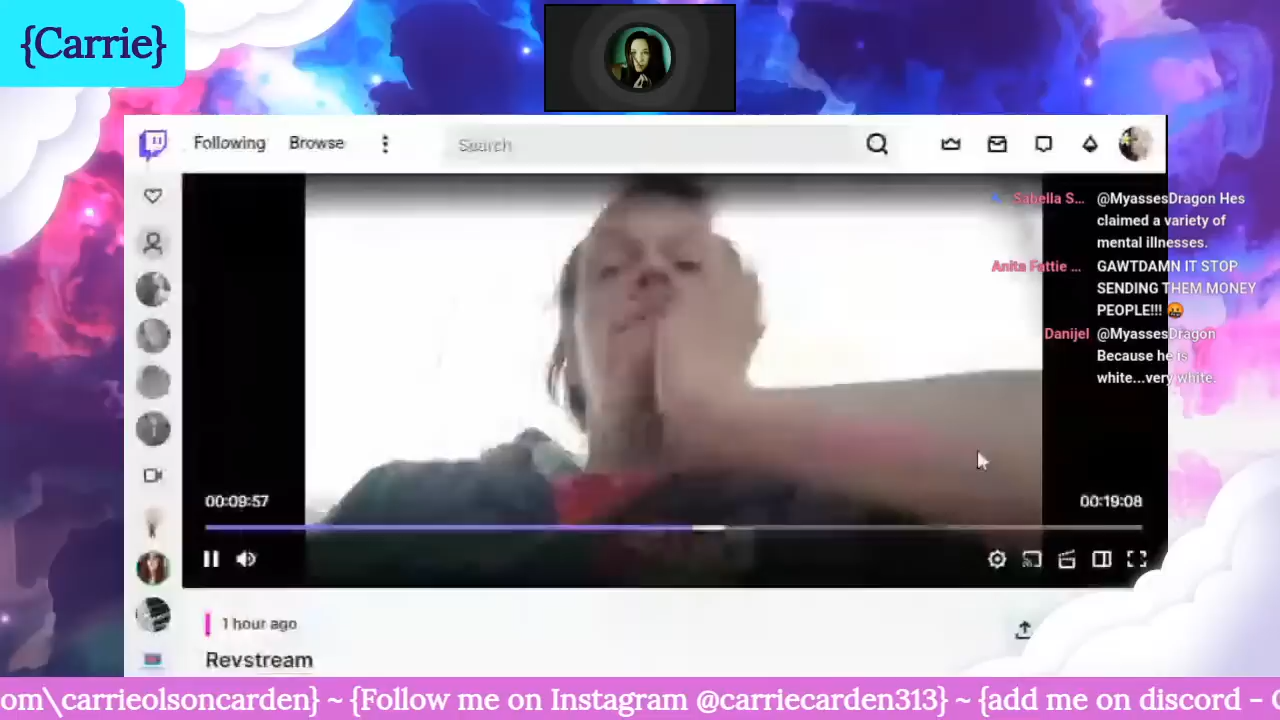 {Carrie}
Following Browse Search
Sabella S... @MyassesDragon Hes
claimed a variety of
mental illnesses.
Anita Fattie ... GAWTDAMN IT STOP
SENDING THEM MONEY
PEOPLE!!! 🤬
Danijel @MyassesDragon
Because he is
white...very white.
00:09:57 00:19:08
1 hour ago
Revstream
om\carrieolsoncarden} ~ {Follow me on Instagram @carriecarden313} ~ {add me on discord -